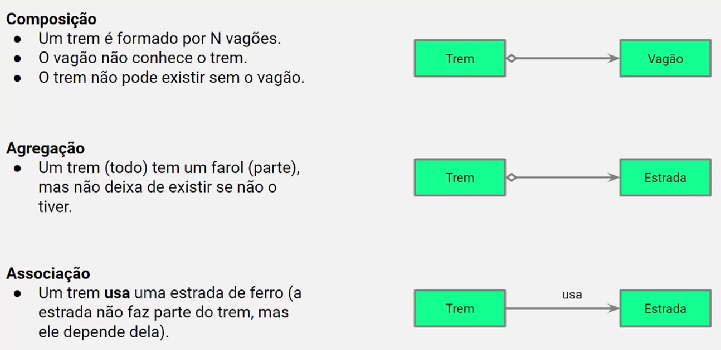 Composição
● Um trem é formado por N vagões.
● O vagão não conhece o trem.
● O trem não pode existir sem o vagão.
Trem
Vagão
Agregação
● Um trem (todo) tem um farol (parte),
mas não deixa de existir se não o
tiver.
Trem
Estrada
Associação
● Um trem usa uma estrada de ferro (a
estrada não faz parte do trem, mas
ele depende dela).
Trem
usa
Estrada